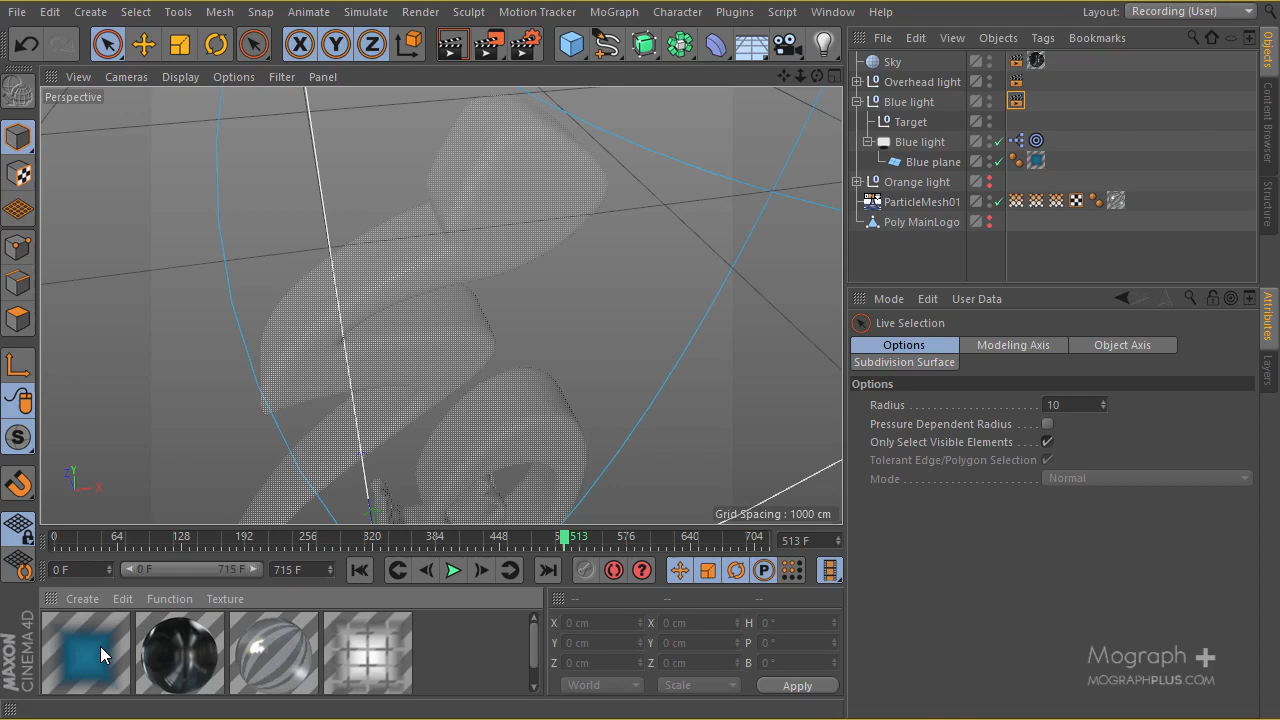 File Edit Create Select Tools Mesh Snap Animate Simulate Render Sculpt Motion Tracker MoGraph Character Plugins Script Window Help Layout: Recording (User)
X Y Z
File Edit View Objects Tags Bookmarks
View Cameras Display Options Filter Panel
Perspective
Sky
Overhead light
Blue light
Target
Blue light
Blue plane
Orange light
ParticleMesh01
Poly MainLogo
Objects
Content Browser
Structure
Mode Edit User Data
Live Selection
Options Modeling Axis Object Axis
Subdivision Surface
Options
Radius 10
Pressure Dependent Radius
Only Select Visible Elements
Tolerant Edge/Polygon Selection
Mode Normal
Attributes
Layers
Y
Z
X
Grid Spacing : 1000 cm
0 64 128 192 256 320 384 448 513 576 640 704 513 F
0 F 0 F 715 F 715 F
Create Edit Function Texture
-- -- --
X 0 cm X 0 cm H 0 °
Y 0 cm Y 0 cm P 0 °
Z 0 cm Z 0 cm B 0 °
World Scale Apply
MAXON
CINEMA 4D
Mograph +
MOGRAPHPLUS.COM